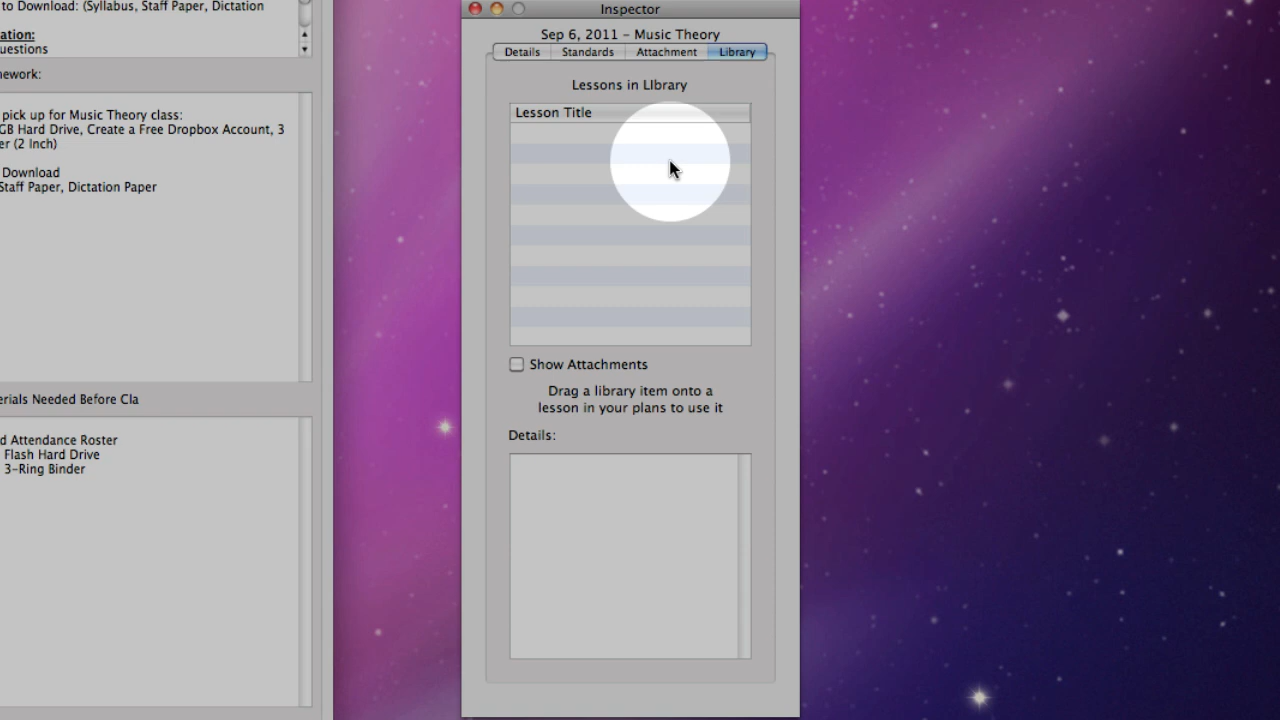 to Download: (Syllabus, Staff Paper, Dictation
ation:
uestions
nework:
pick up for Music Theory class:
GB Hard Drive, Create a Free Dropbox Account, 3
er (2 Inch)
Download
Staff Paper, Dictation Paper
erials Needed Before Cla
d Attendance Roster
Flash Hard Drive
3-Ring Binder
Inspector
Sep 6, 2011 - Music Theory
Details Standards Attachment Library
Lessons in LIbrary
Lesson Title
Show Attachments
Drag a library item onto a
lesson in your plans to use it
Details: